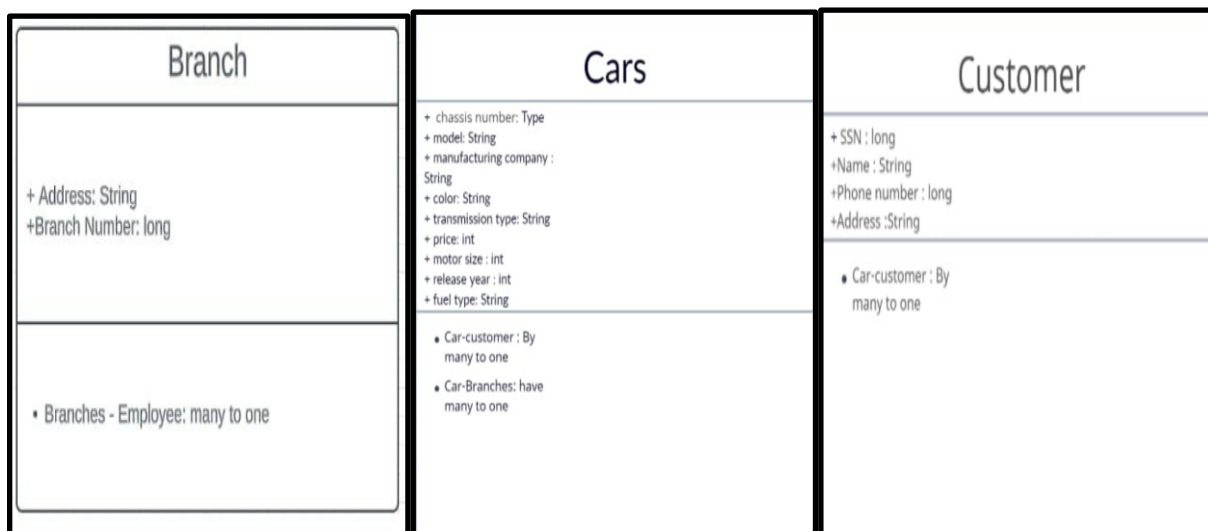 Branch
+ Address: String
+Branch Number: long
• Branches - Employee: many to one
Cars
+ chassis number: Type
+ model: String
+ manufacturing company :
String
+ color: String
+ transmission type: String
+ price: int
+ motor size : int
+ release year : int
+ fuel type: String
• Car-customer : By
many to one
• Car-Branches: have
many to one
Customer
+ SSN : long
+Name : String
+Phone number : long
+Address :String
• Car-customer : By
many to one